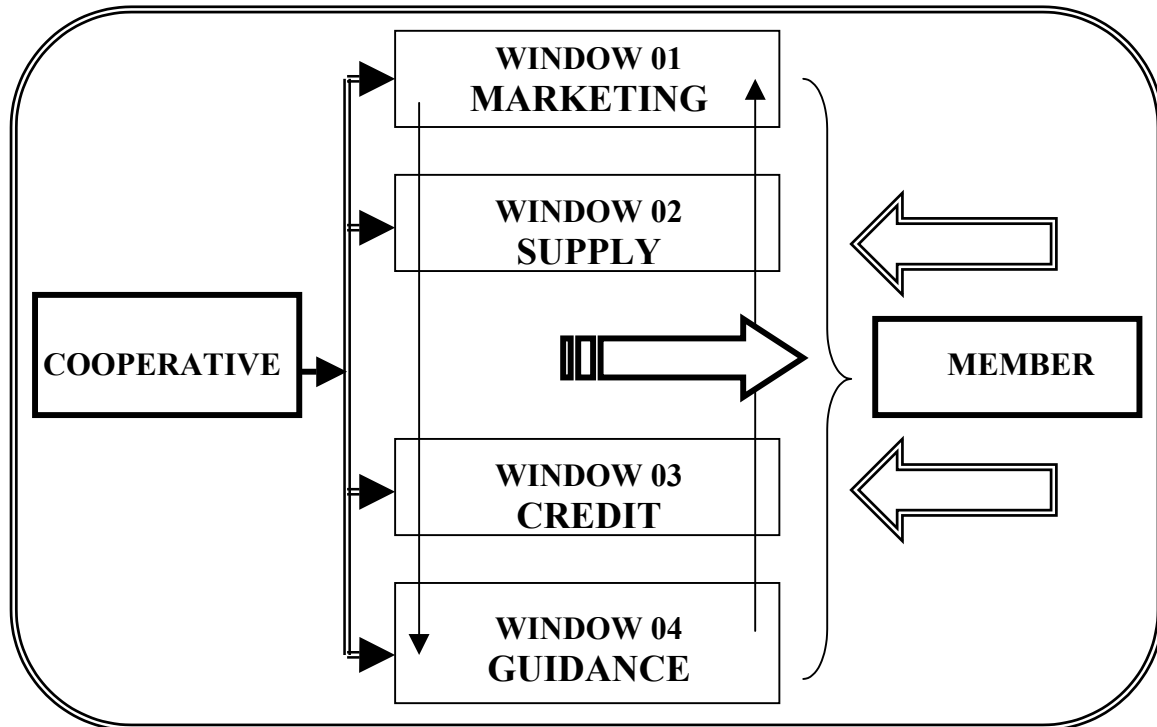 WINDOW 01
MARKETING
WINDOW 02
SUPPLY
COOPERATIVE
MEMBER
WINDOW 03
CREDIT
WINDOW 04
GUIDANCE